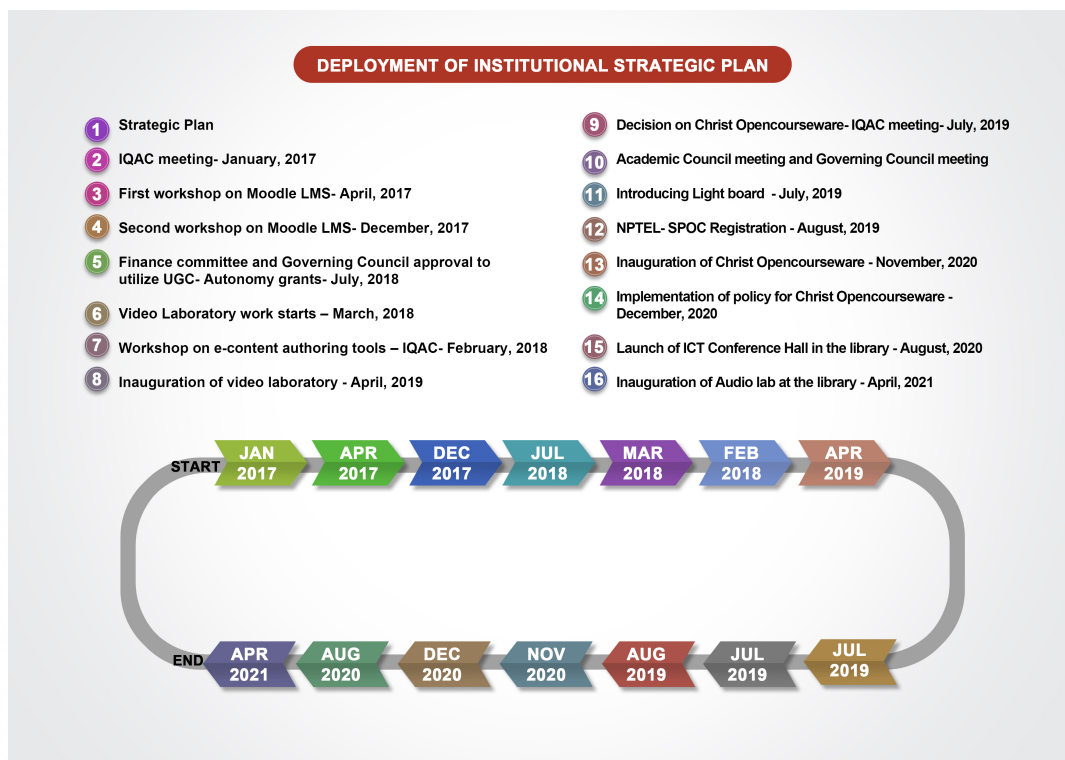 DEPLOYMENT OF INSTITUTIONAL STRATEGIC PLAN
1 Strategic Plan
2 IQAC meeting- January, 2017
3 First workshop on Moodle LMS- April, 2017
4 Second workshop on Moodle LMS- December, 2017
5 Finance committee and Governing Council approval to
utilize UGC- Autonomy grants- July, 2018
6 Video Laboratory work starts – March, 2018
7 Workshop on e-content authoring tools – IQAC- February, 2018
8 Inauguration of video laboratory - April, 2019
9 Decision on Christ Opencourseware- IQAC meeting- July, 2019
10 Academic Council meeting and Governing Council meeting
11 Introducing Light board - July, 2019
12 NPTEL- SPOC Registration - August, 2019
13 Inauguration of Christ Opencourseware - November, 2020
14 Implementation of policy for Christ Opencourseware -
December, 2020
15 Launch of ICT Conference Hall in the library - August, 2020
16 Inauguration of Audio lab at the library - April, 2021
START
JAN
2017
APR
2017
DEC
2017
JUL
2018
MAR
2018
FEB
2018
APR
2019
END
APR
2021
AUG
2020
DEC
2020
NOV
2020
AUG
2019
JUL
2019
JUL
2019